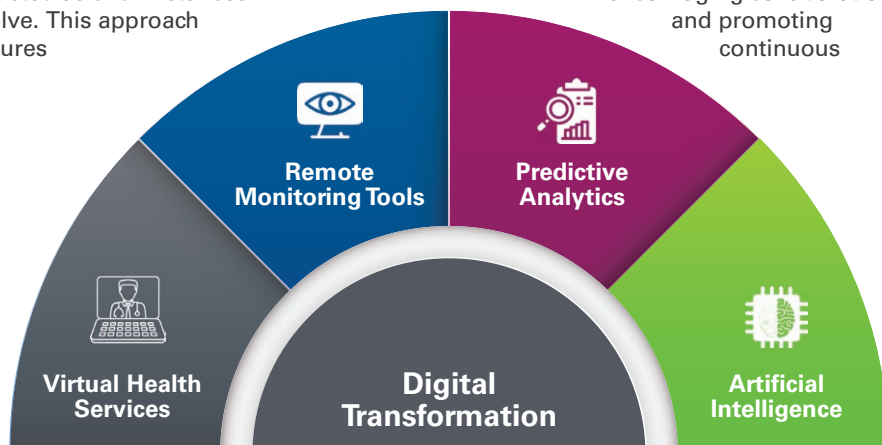 lve. This approach
ures
and promoting
continuous
Remote
Monitoring Tools
Predictive
Analytics
Virtual Health
Services
Digital
Transformation
Artificial
Intelligence